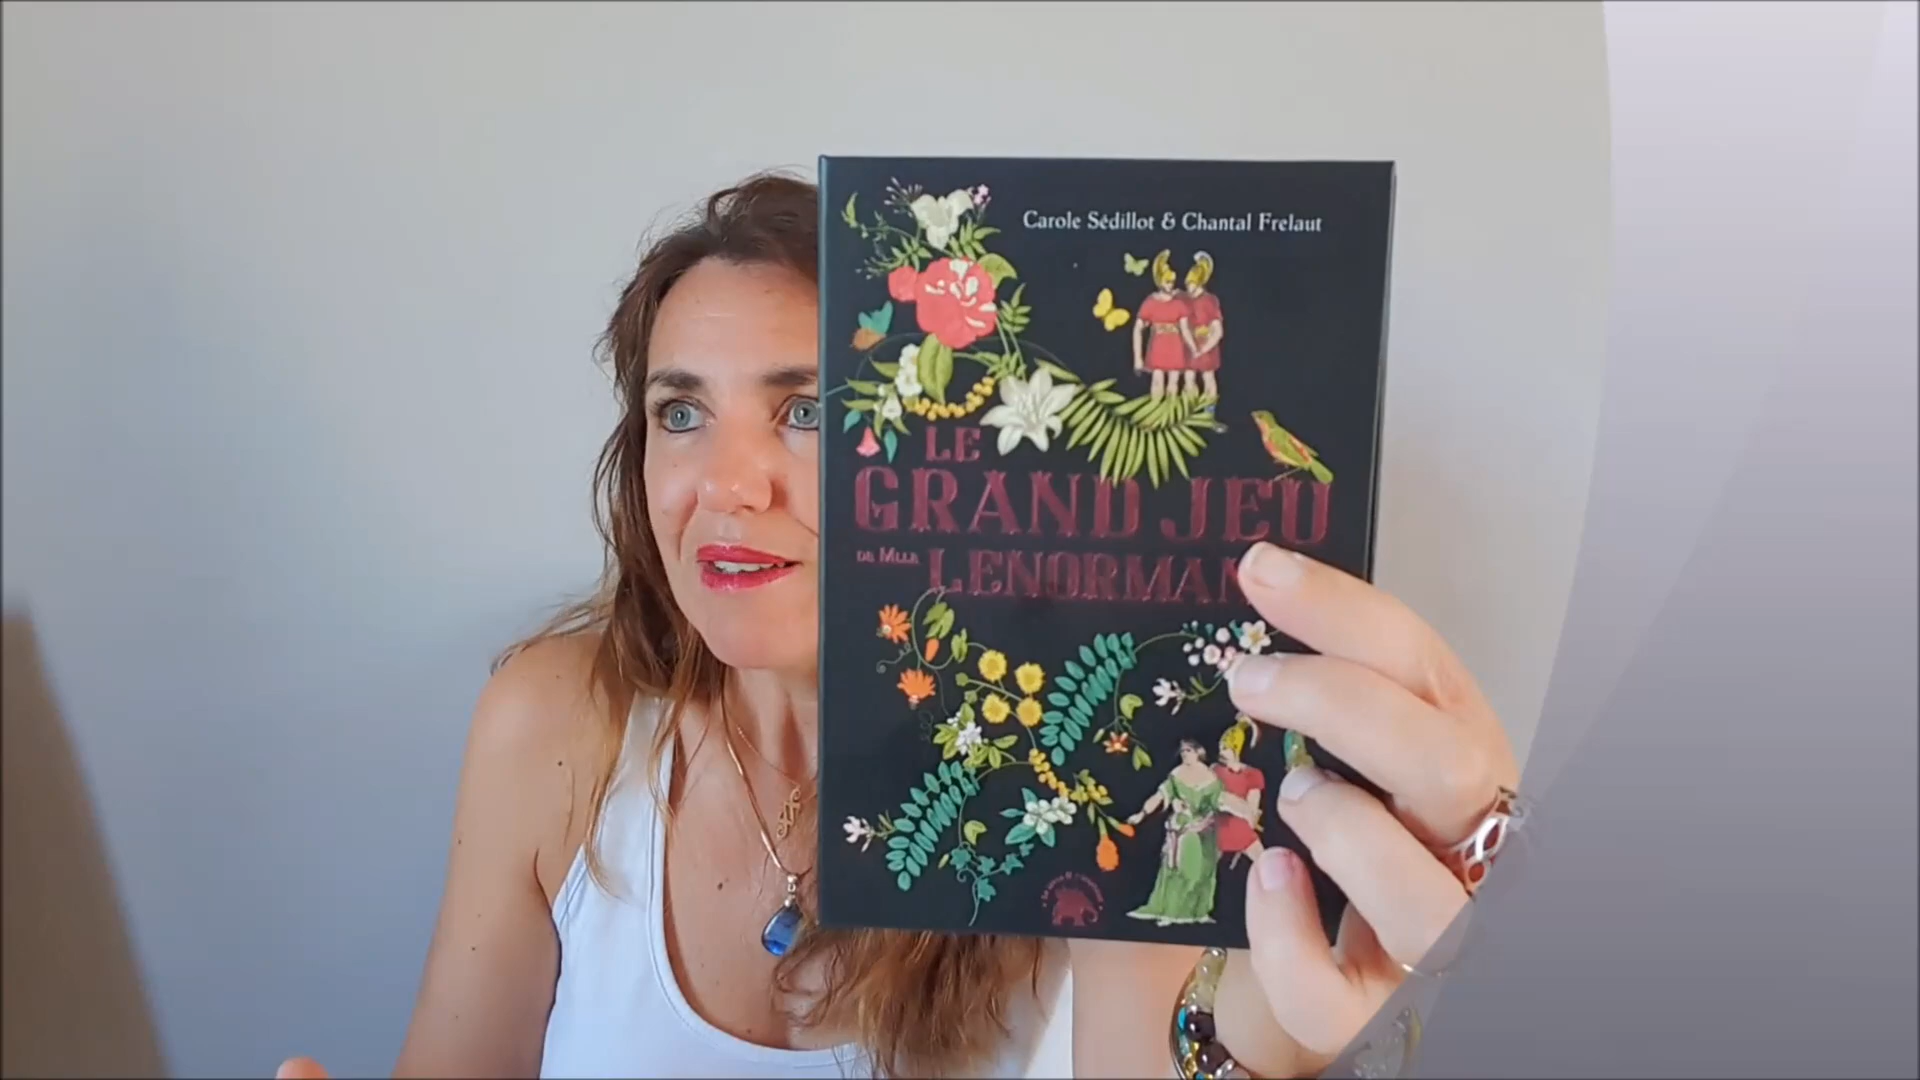 Carole Sédillot & Chantal Frelaut
LE
GRAND JEU
DE MLLE LENORMAN